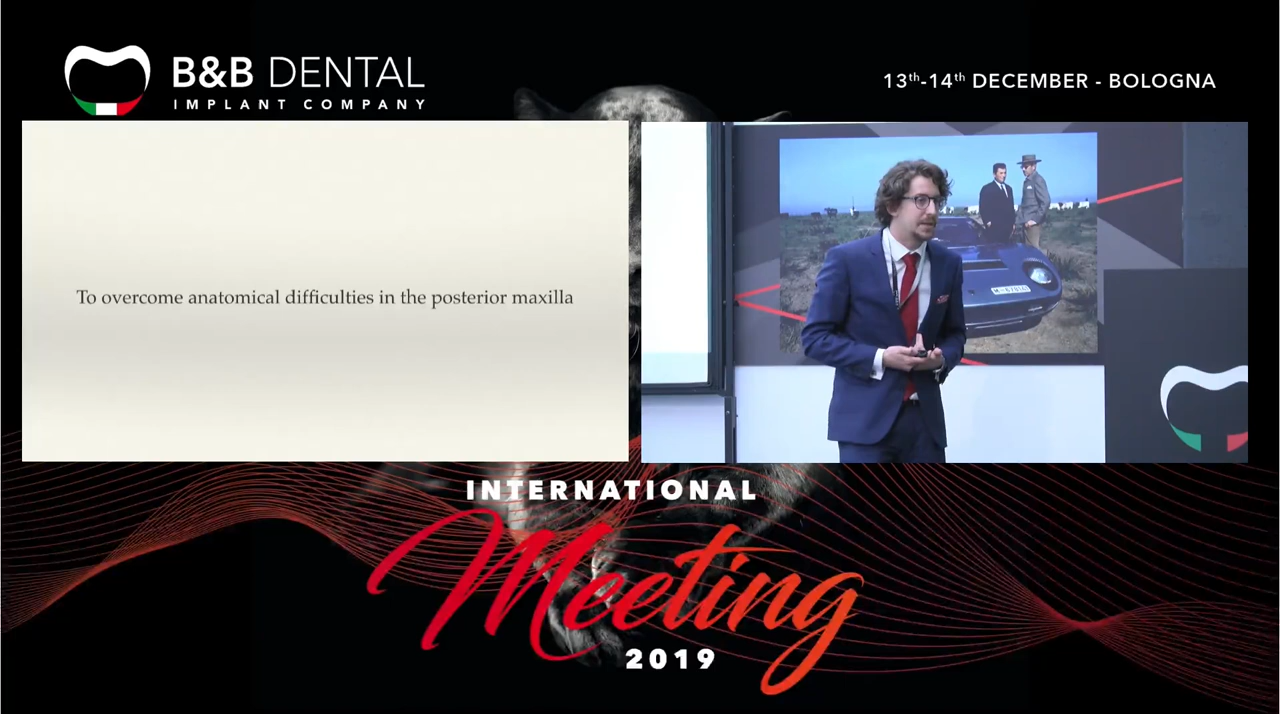 B&B DENTAL
IMPLANT COMPANY
13th-14th DECEMBER - BOLOGNA
To overcome anatomical difficulties in the posterior maxilla
INTERNATIONAL
Meeting
2019